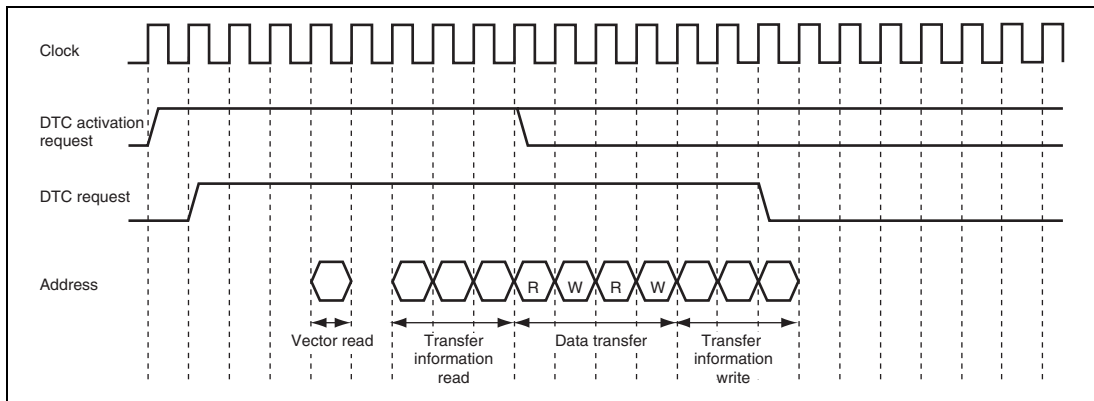 Clock
DTC activation
request
DTC request
Address
R W R W
Vector read
Transfer
information
read
Data transfer
Transfer
information
write